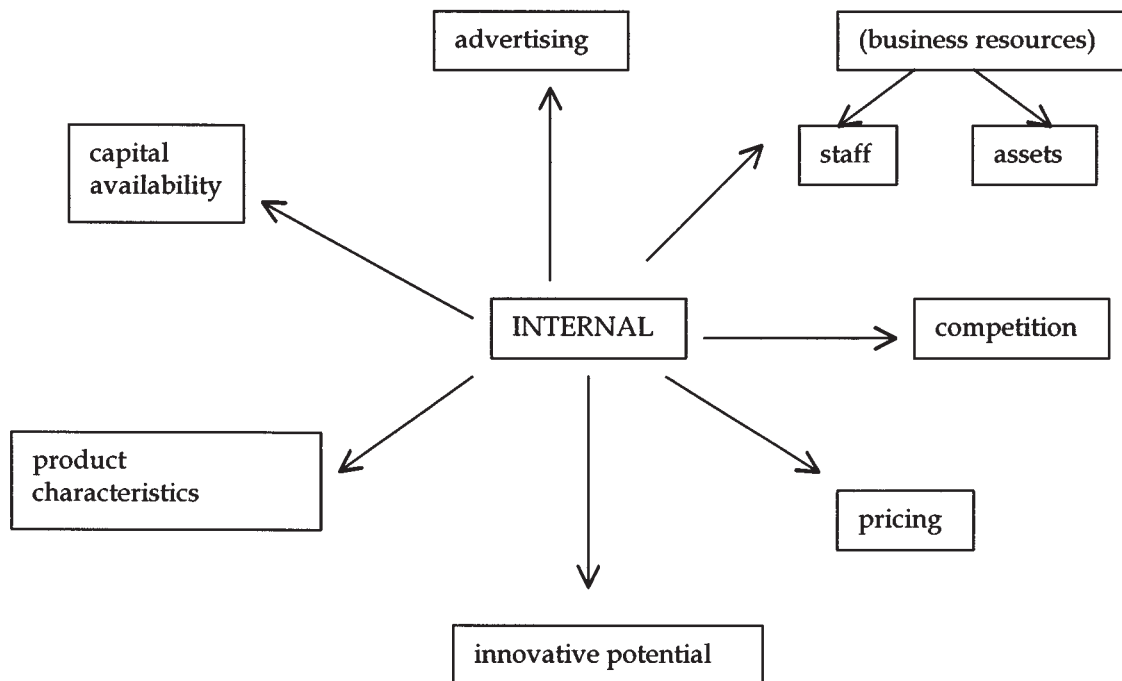 advertising
(business resources)
capital
availability
staff
assets
INTERNAL
competition
product
characteristics
pricing
innovative potential